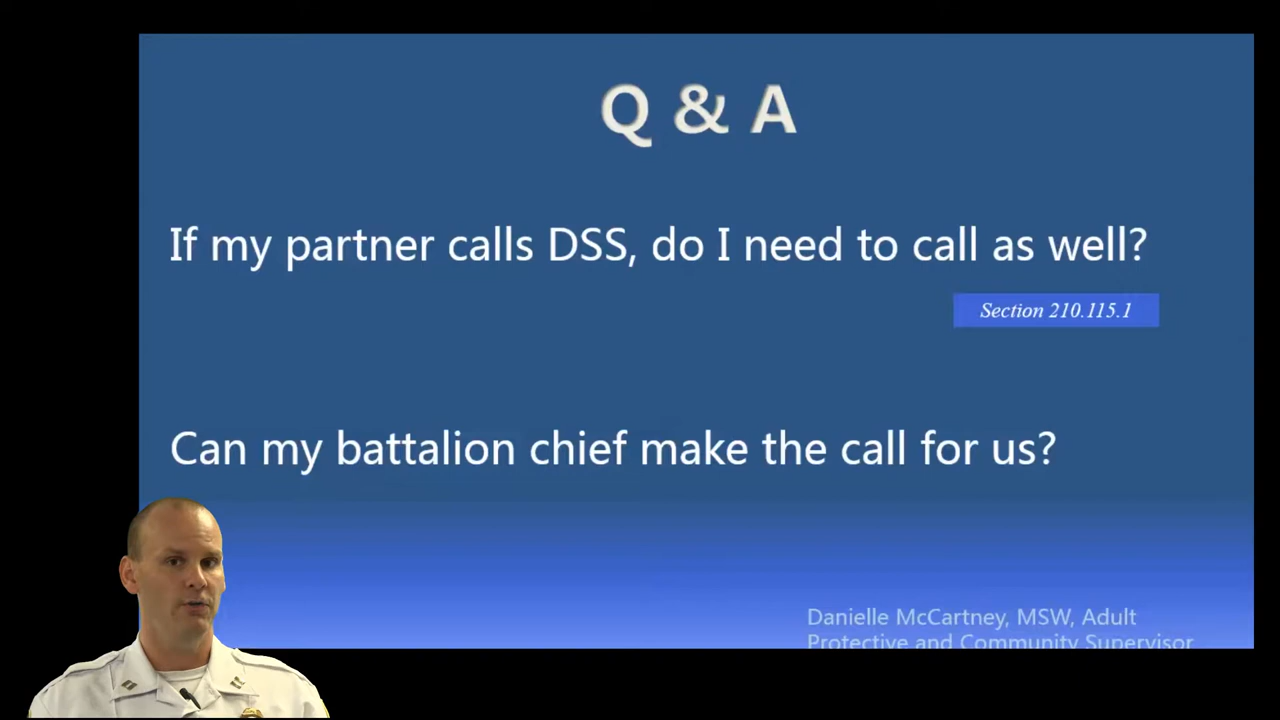 Q & A
If my partner calls DSS, do I need to call as well?
Section 210.115.1
Can my battalion chief make the call for us?
Danielle McCartney, MSW, Adult
Protective and Community Supervisor